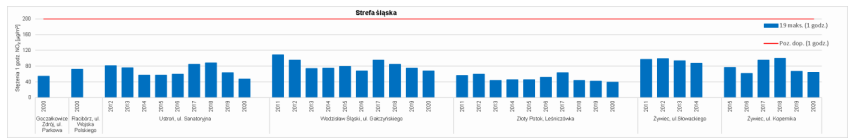 Strefa śląska
Stężenia 1 godz. NO₂ [µg/m³]
200
160
120
80
40
0
19 maks. (1 godz.)
Poz. dop. (1 godz.)
2020 2020 2012 2013 2014 2015 2016 2017 2018 2019 2020 2011 2012 2013 2014 2015 2016 2017 2018 2019 2020 2011 2012 2013 2014 2015 2016 2017 2018 2019 2020 2011 2012 2013 2014 2015 2016 2017 2018 2019 2020
Goczałkowice Zdrój, ul. Parkowa
Racibórz, ul. Wojska Polskiego
Ustroń, ul. Sanatoryjna
Wodzisław Śląski, ul. Gałczyńskiego
Złoty Potok, Leśniczówka
Żywiec, ul. Słowackiego
Żywiec, ul. Kopernika